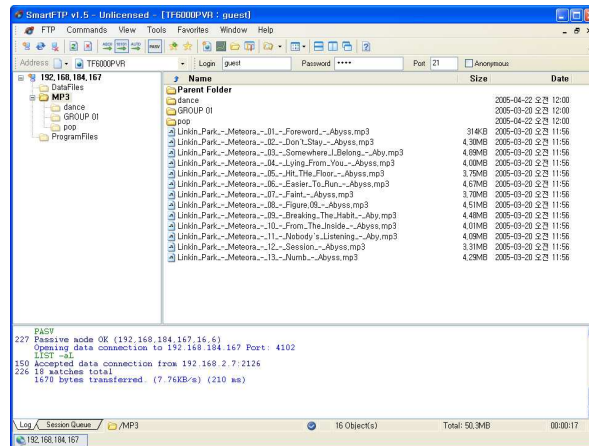 SmartFTP v1.5 - Unlicensed - [TF6000PVR : guest]
FTP Commands View Tools Favorites Window Help
Address TF6000PVR Login guest Password •••• Port 21 Anonymous
192.168.184.167
DataFiles
MP3
dance
GROUP 01
pop
ProgramFiles
Name Size Date
Parent Folder
dance 2005-04-22 오전 12:00
GROUP 01 2005-04-22 오전 12:00
pop 2005-04-22 오전 12:00
Linkin_Park_-_Meteora_-_01_-_Foreword_-_Abyss.mp3 314KB 2005-03-20 오전 11:56
Linkin_Park_-_Meteora_-_02_-_Don't_Stay_-_Abyss.mp3 4.30MB 2005-03-20 오전 11:56
Linkin_Park_-_Meteora_-_03_-_Somewhere_I_Belong_-_Aby.mp3 4.89MB 2005-03-20 오전 11:56
Linkin_Park_-_Meteora_-_04_-_Lying_From_You_-_Abyss.mp3 4.00MB 2005-03-20 오전 11:56
Linkin_Park_-_Meteora_-_05_-_Hit_THe_Floor_-_Abyss.mp3 3.75MB 2005-03-20 오전 11:56
Linkin_Park_-_Meteora_-_06_-_Easier_To_Run_-_Abyss.mp3 4.67MB 2005-03-20 오전 11:56
Linkin_Park_-_Meteora_-_07_-_Faint_-_Abyss.mp3 3.70MB 2005-03-20 오전 11:56
Linkin_Park_-_Meteora_-_08_-_Figure.09_-_Abyss.mp3 4.51MB 2005-03-20 오전 11:56
Linkin_Park_-_Meteora_-_09_-_Breaking_The_Habit_-_Aby.mp3 4.48MB 2005-03-20 오전 11:56
Linkin_Park_-_Meteora_-_10_-_From_The_Inside_-_Abyss.mp3 4.01MB 2005-03-20 오전 11:56
Linkin_Park_-_Meteora_-_11_-_Nobody's_Listening_-_Aby.mp3 4.09MB 2005-03-20 오전 11:56
Linkin_Park_-_Meteora_-_12_-_Session_-_Abyss.mp3 3.31MB 2005-03-20 오전 11:56
Linkin_Park_-_Meteora_-_13_-_Numb_-_Abyss.mp3 4.29MB 2005-03-20 오전 11:56
PASV
227 Passive mode OK (192,168,184,167,16,6)
Opening data connection to 192.168.184.167 Port: 4102
LIST -aL
150 Accepted data connection from 192.168.2.7:2126
226 18 matches total
1670 bytes transferred. (7.76KB/s) (210 ms)
Log Session Queue /MP3 16 Object(s) Total: 50.3MB 00:00:17
192.168.184.167